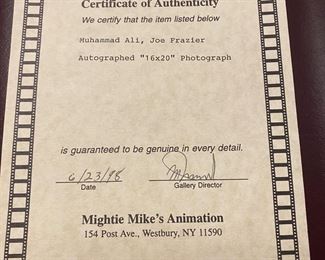 Certificate of Authenticity
We certify that the item listed below
Muhammad Ali, Joe Frazier
Autographed "16x20" Photograph
is guaranteed to be genuine in every detail.
6/23/98
Date
Gallery Director
Mightie Mike's Animation
154 Post Ave., Westbury, NY 11590